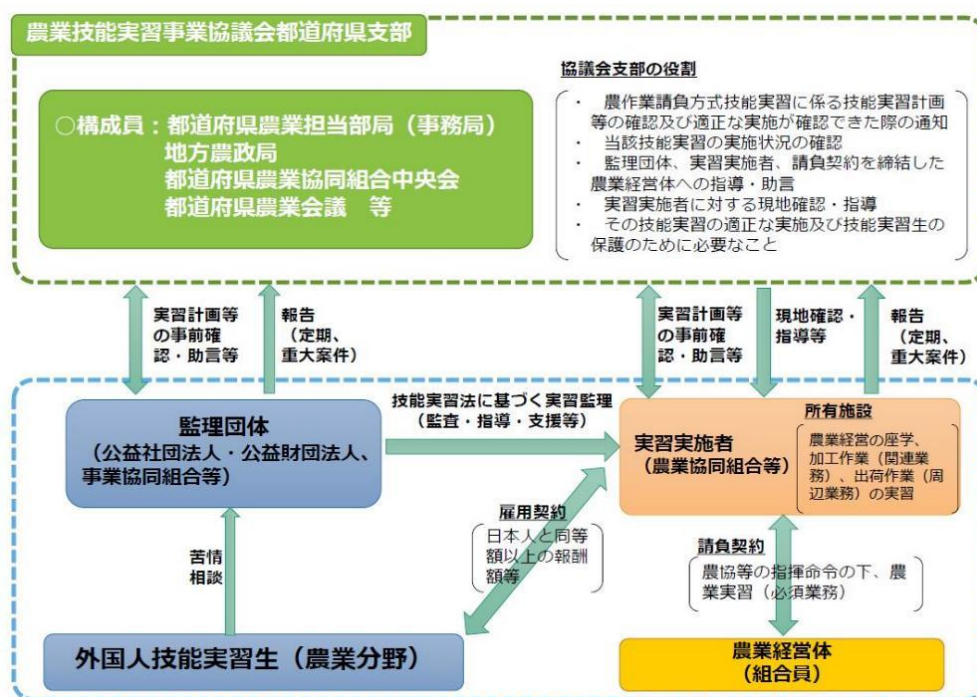 農業技能実習事業協議会都道府県支部
○構成員：都道府県農業担当部局（事務局）
地方農政局
都道府県農業協同組合中央会
都道府県農業会議　等
協議会支部の役割
・　農作業請負方式技能実習に係る技能実習計画
等の確認及び適正な実施が確認できた際の通知
・　当該技能実習の実施状況の確認
・　監理団体、実習実施者、請負契約を締結した
農業経営体への指導・助言
・　実習実施者に対する現地確認・指導
・　その技能実習の適正な実施及び技能実習生の
保護のために必要なこと
実習計画等
の事前確
認・助言等
報告
（定期、
重大案件）
実習計画等
の事前確
認・助言等
現地確認・
指導等
報告
（定期、
重大案件）
監理団体
（公益社団法人・公益財団法人、
事業協同組合等）
技能実習法に基づく実習監理
（監査・指導・支援等）
実習実施者
（農業協同組合等）
所有施設
農業経営の座学、
加工作業（関連業
務）、出荷作業（周
辺業務）の実習
苦情
相談
雇用契約
日本人と同等
額以上の報酬
額等
請負契約
農協等の指揮命令の下、農
業実習（必須業務）
外国人技能実習生（農業分野）
農業経営体
（組合員）